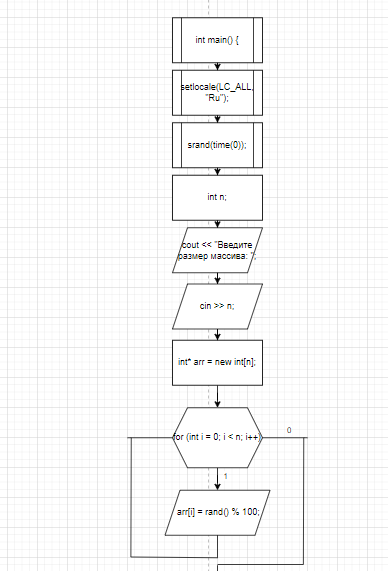 int main() {
setlocale(LC_ALL,
"Ru");
srand(time(0));
int n;
cout << "Введите
размер массива: ";
cin >> n;
int* arr = new int[n];
for (int i = 0; i < n; i++)
0
1
arr[i] = rand() % 100;